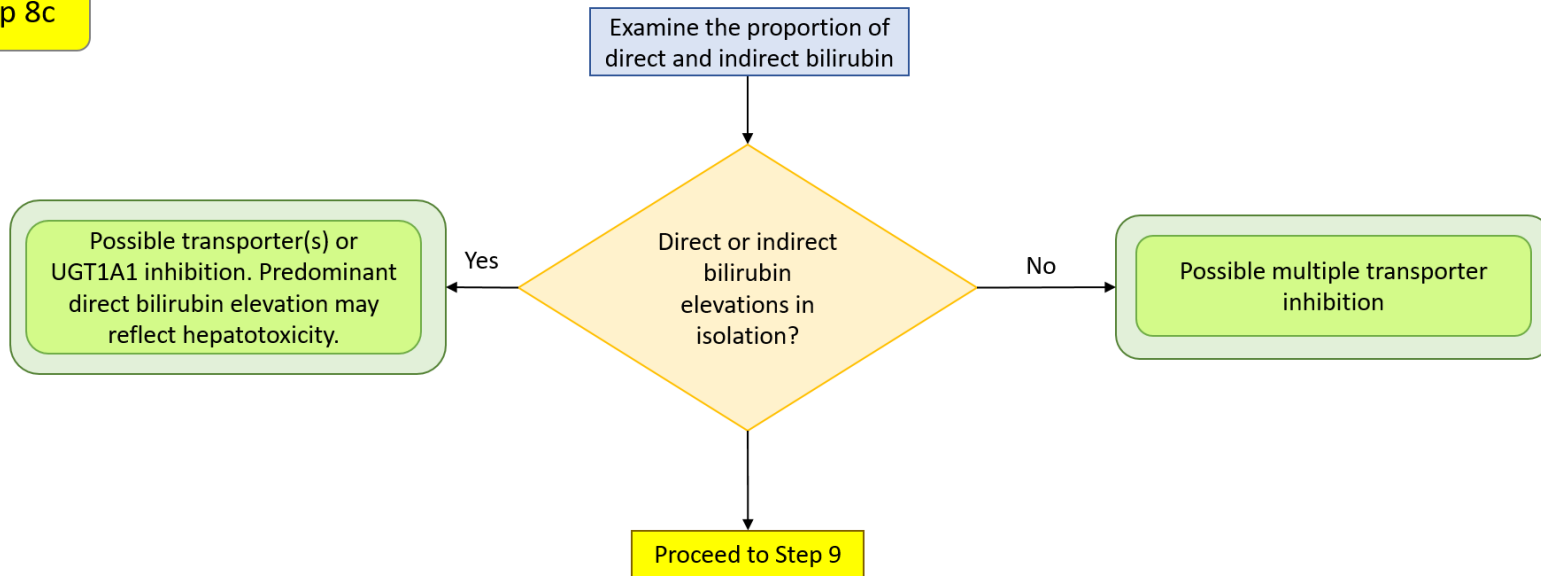 p 8c
Examine the proportion of
direct and indirect bilirubin
Direct or indirect
bilirubin
elevations in
isolation?
Yes
Possible transporter(s) or
UGT1A1 inhibition. Predominant
direct bilirubin elevation may
reflect hepatotoxicity.
No
Possible multiple transporter
inhibition
Proceed to Step 9